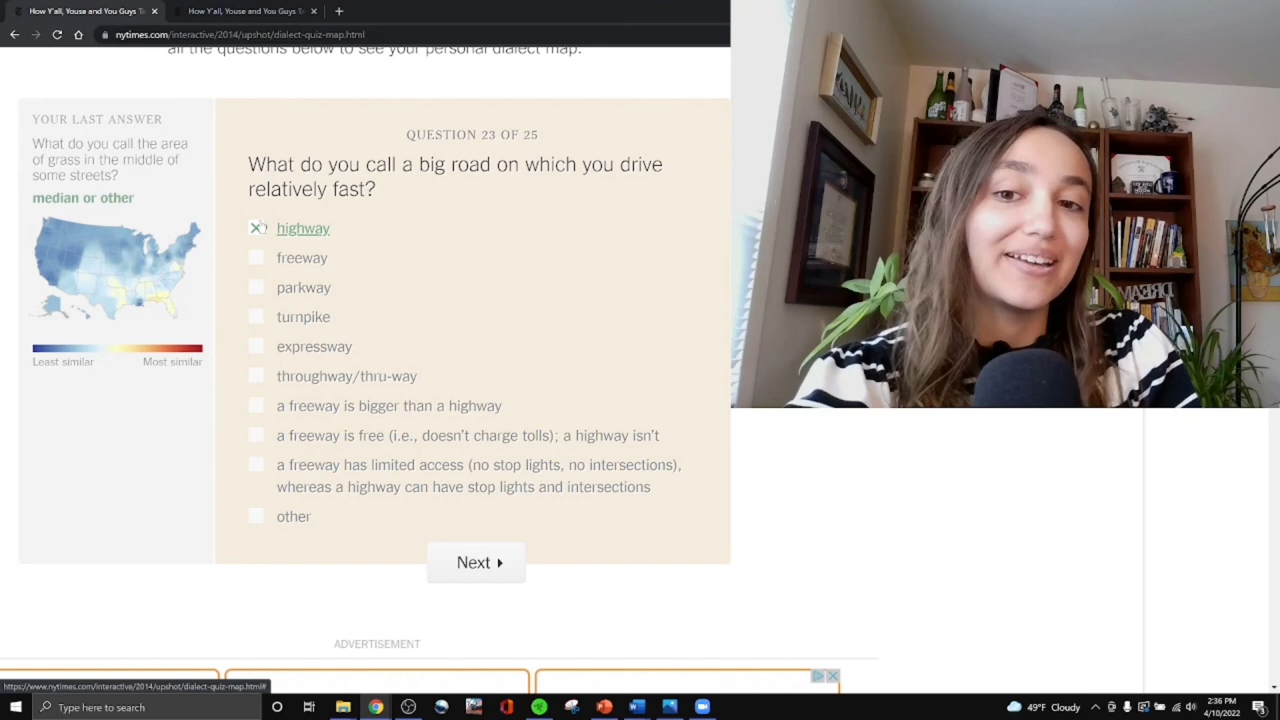 How Y'all, Youse and You Guys T
How Y'all, Youse and You Guys T
nytimes.com/interactive/2014/upshot/dialect-quiz-map.html
all the questions below to see your personal dialect map.
YOUR LAST ANSWER
What do you call the area
of grass in the middle of
some streets?
median or other
Least similar
Most similar
QUESTION 23 OF 25
What do you call a big road on which you drive
relatively fast?
highway
freeway
parkway
turnpike
expressway
throughway/thru-way
a freeway is bigger than a highway
a freeway is free (i.e., doesn't charge tolls); a highway isn't
a freeway has limited access (no stop lights, no intersections),
whereas a highway can have stop lights and intersections
other
Next
DREAM
ADVERTISEMENT
https://www.nytimes.com/interactive/2014/upshot/dialect-quiz-map.html#
Type here to search
49°F Cloudy
2:36 PM
4/10/2022